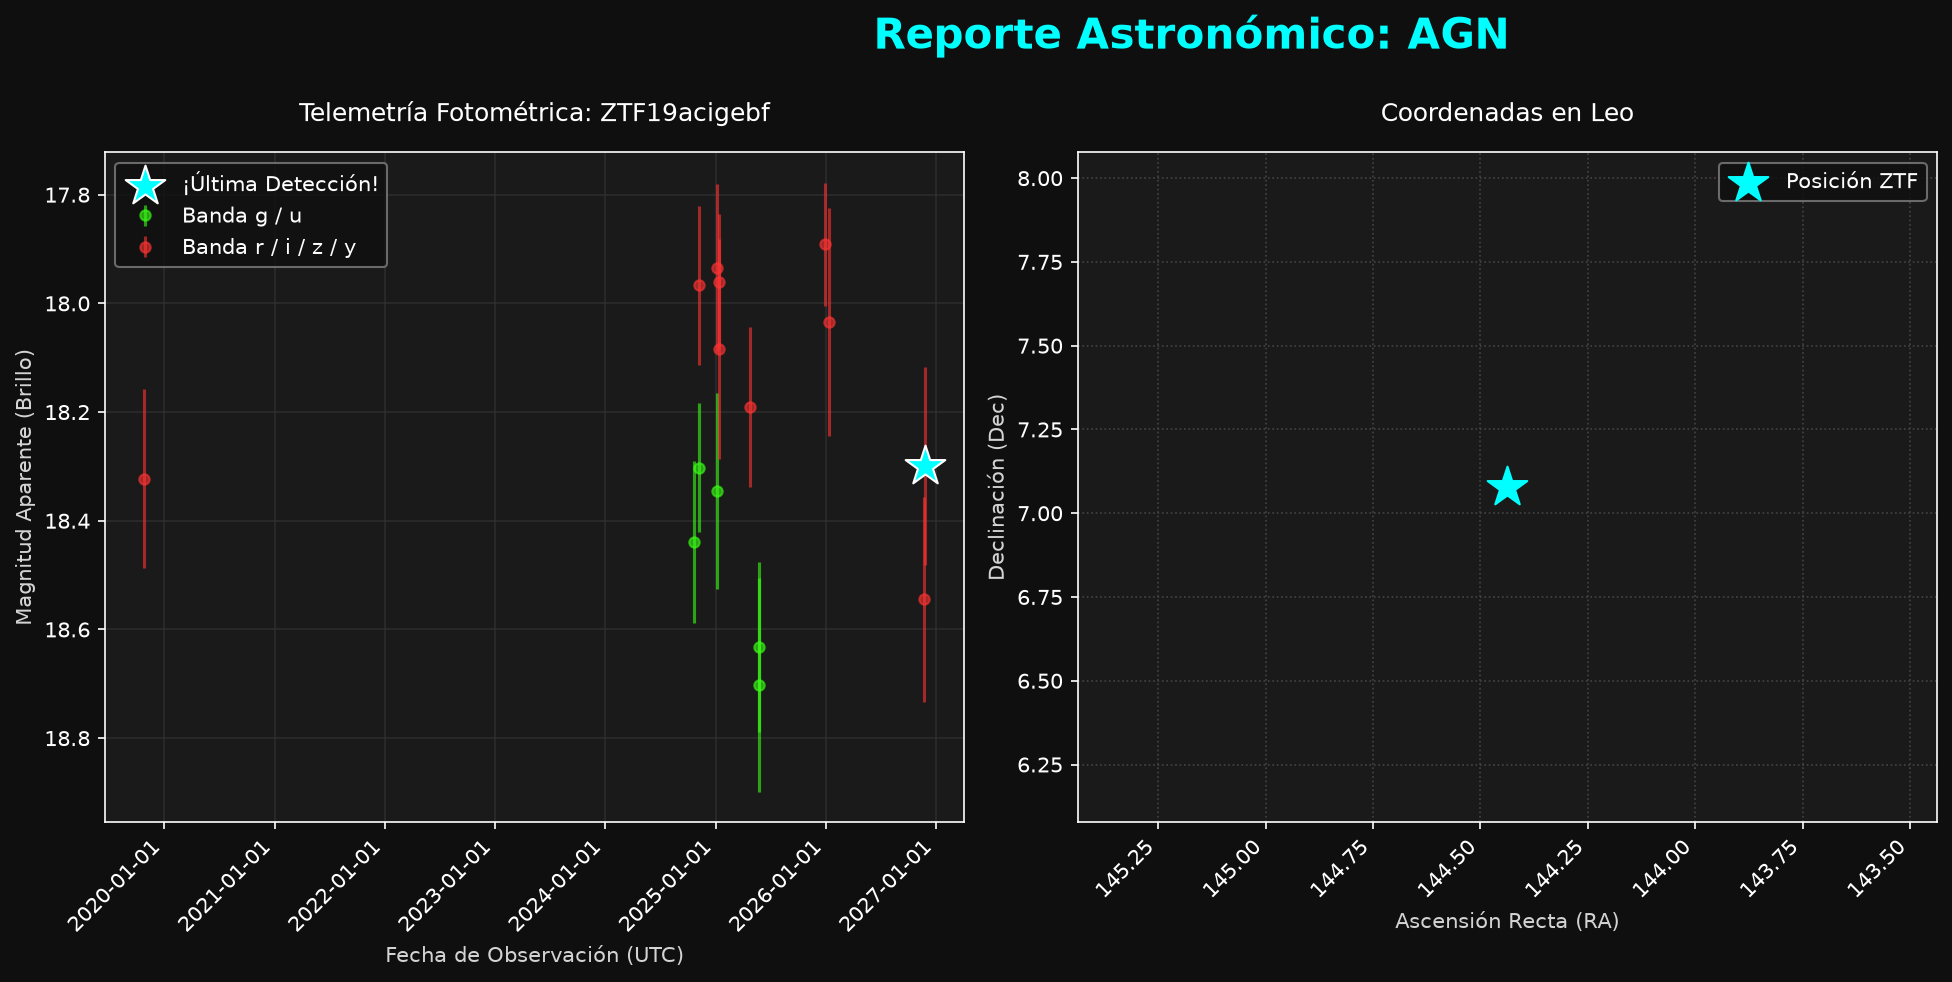 Reporte Astronómico: AGN
Telemetría Fotométrica: ZTF19acigebf
¡Última Detección!
Banda g / u
Banda r / i / z / y
Magnitud Aparente (Brillo)
17.8
18.0
18.2
18.4
18.6
18.8
2020-01-01
2021-01-01
2022-01-01
2023-01-01
2024-01-01
2025-01-01
2026-01-01
2027-01-01
Fecha de Observación (UTC)
Coordenadas en Leo
Posición ZTF
Declinación (Dec)
8.00
7.75
7.50
7.25
7.00
6.75
6.50
6.25
145.25
145.00
144.75
144.50
144.25
144.00
143.75
143.50
Ascensión Recta (RA)